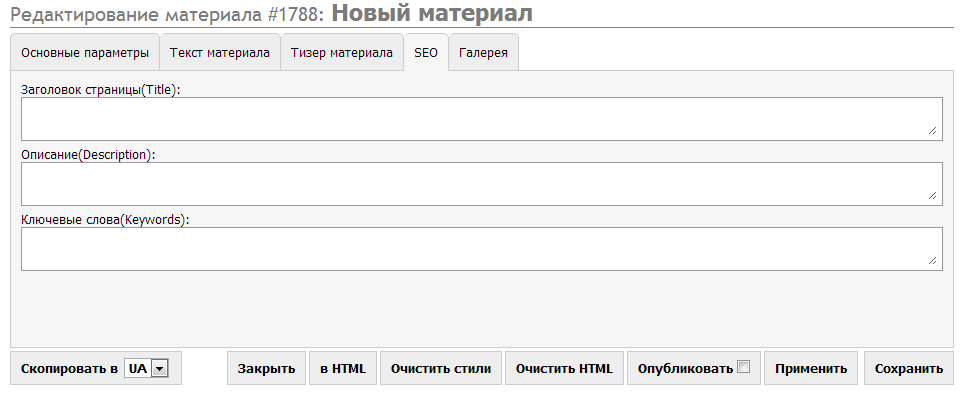 Редактирование материала #1788: Новый материал
Основные параметры Текст материала Тизер материала SEO Галерея
Заголовок страницы(Title):
Описание(Description):
Ключевые слова(Keywords):
Скопировать в UA Закрыть в HTML Очистить стили Очистить HTML Опубликовать Применить Сохранить